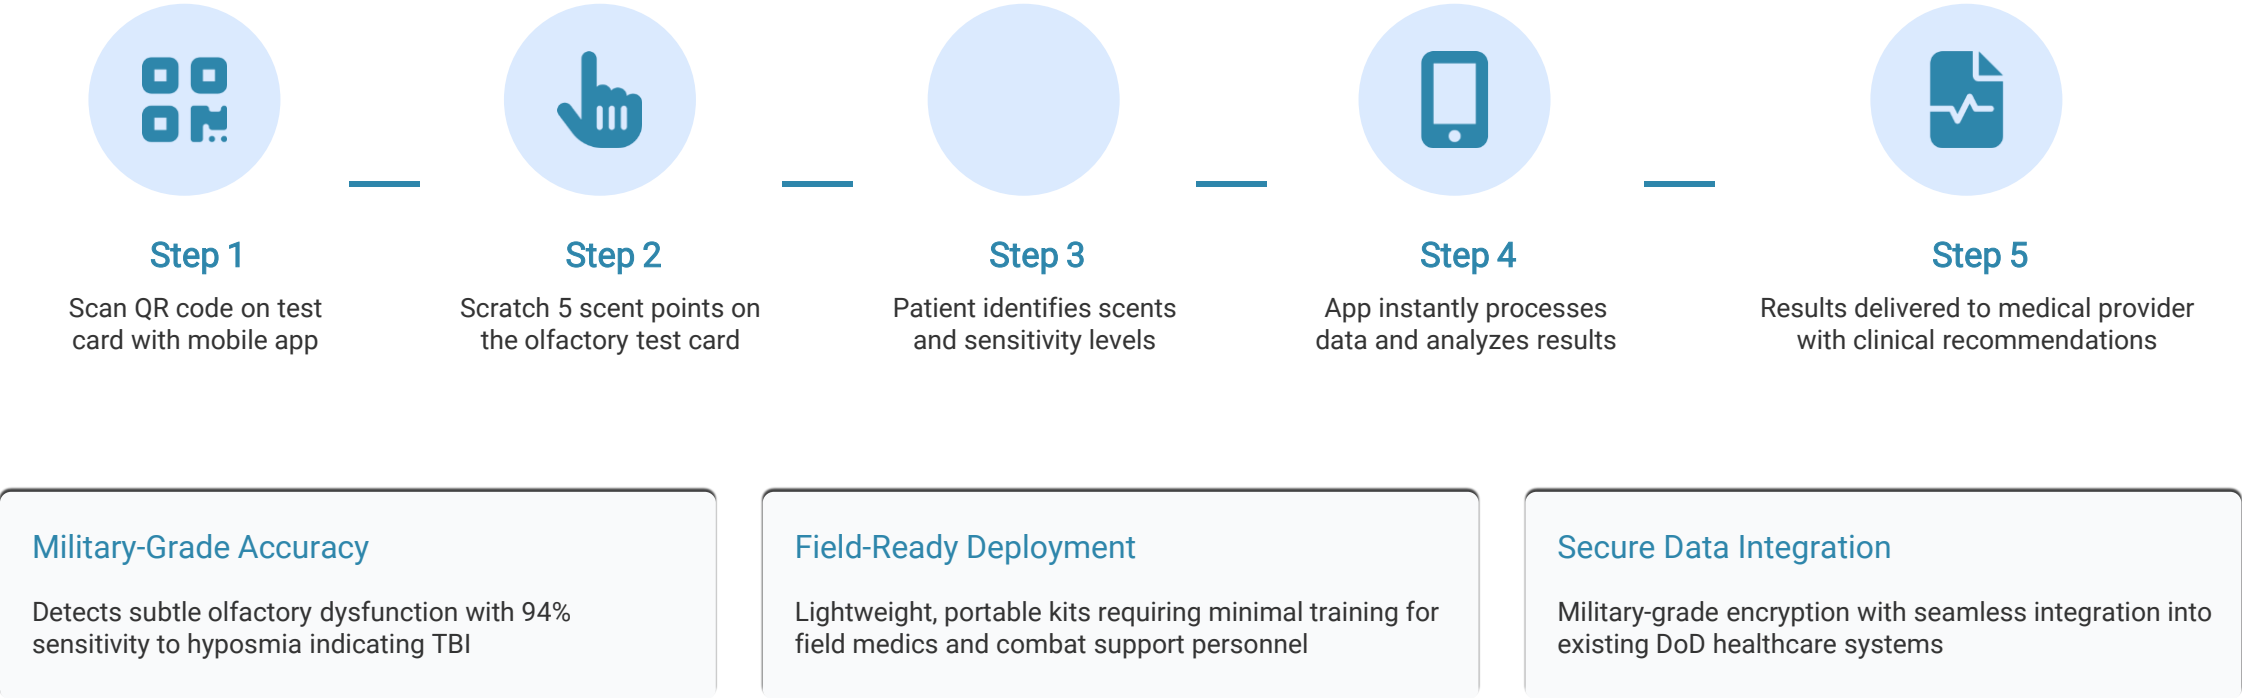 Step 1
Scan QR code on test
card with mobile app
Step 2
Scratch 5 scent points on
the olfactory test card
Step 3
Patient identifies scents
and sensitivity levels
Step 4
App instantly processes
data and analyzes results
Step 5
Results delivered to medical provider
with clinical recommendations
Military-Grade Accuracy
Detects subtle olfactory dysfunction with 94%
sensitivity to hyposmia indicating TBI
Field-Ready Deployment
Lightweight, portable kits requiring minimal training for
field medics and combat support personnel
Secure Data Integration
Military-grade encryption with seamless integration into
existing DoD healthcare systems